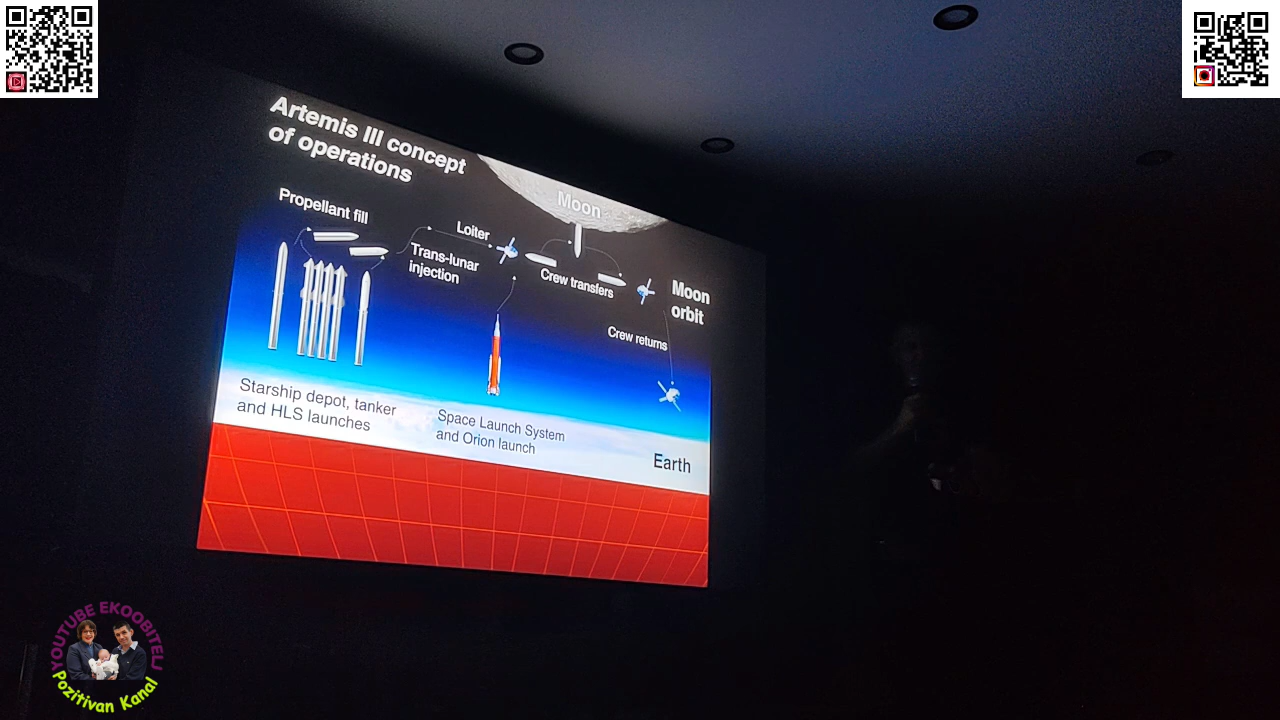 Artemis III concept
of operations
Moon
Propellant fill
Loiter
Trans-lunar
injection
Crew transfers
Moon
orbit
Crew returns
Starship depot, tanker
and HLS launches
Space Launch System
and Orion launch
Earth
YOUTUBE EKOOBITELJ
Pozitivan Kanal